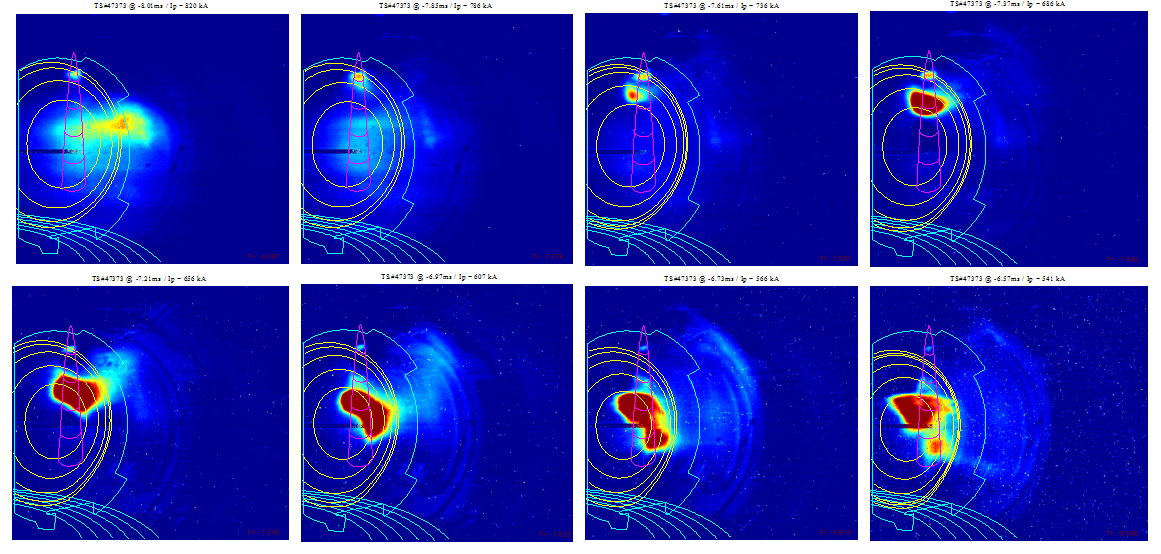 TS#47373 @ -8.01ms / Ip = 820 kA
TS#47373 @ -7.85ms / Ip = 786 kA
TS#47373 @ -7.61ms / Ip = 736 kA
TS#47373 @ -7.37ms / Ip = 686 kA
TS#47373 @ -7.21ms / Ip = 656 kA
TS#47373 @ -6.97ms / Ip = 607 kA
TS#47373 @ -6.73ms / Ip = 566 kA
TS#47373 @ -6.57ms / Ip = 541 kA